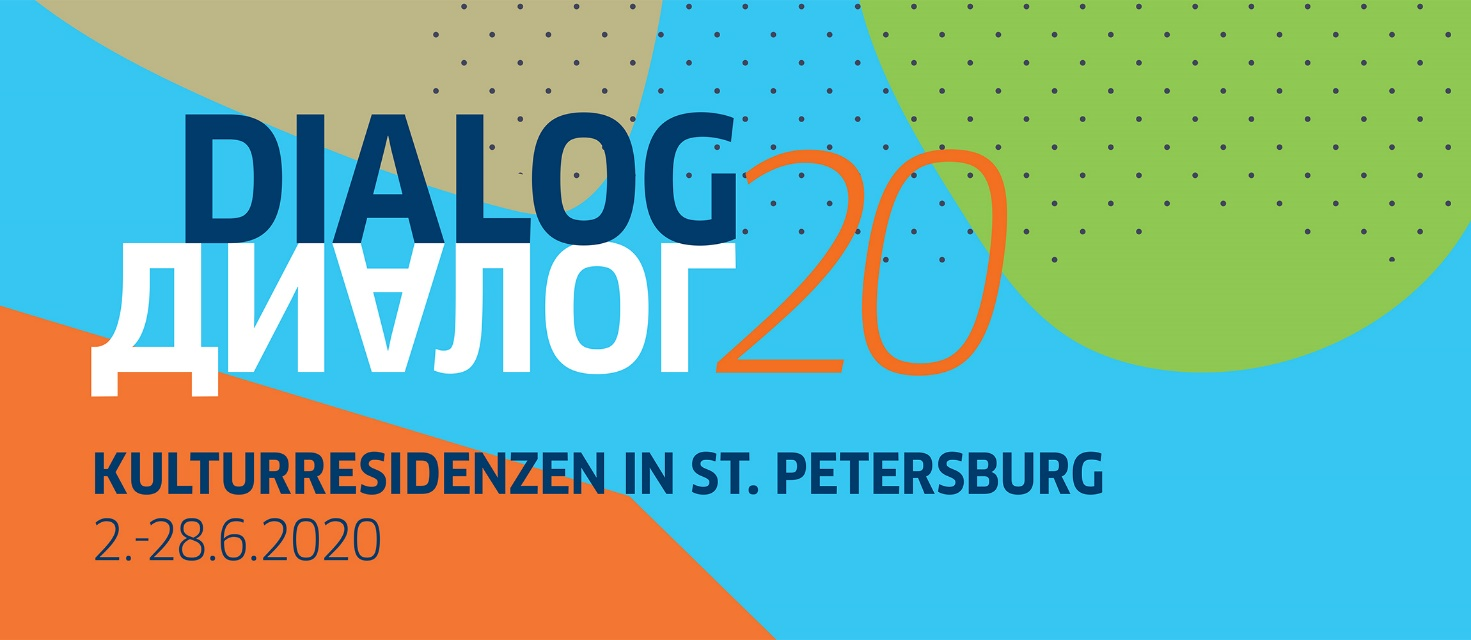 DIALOG
ДИАЛОГ
20
KULTURRESIDENZEN IN ST. PETERSBURG
2.-28.6.2020